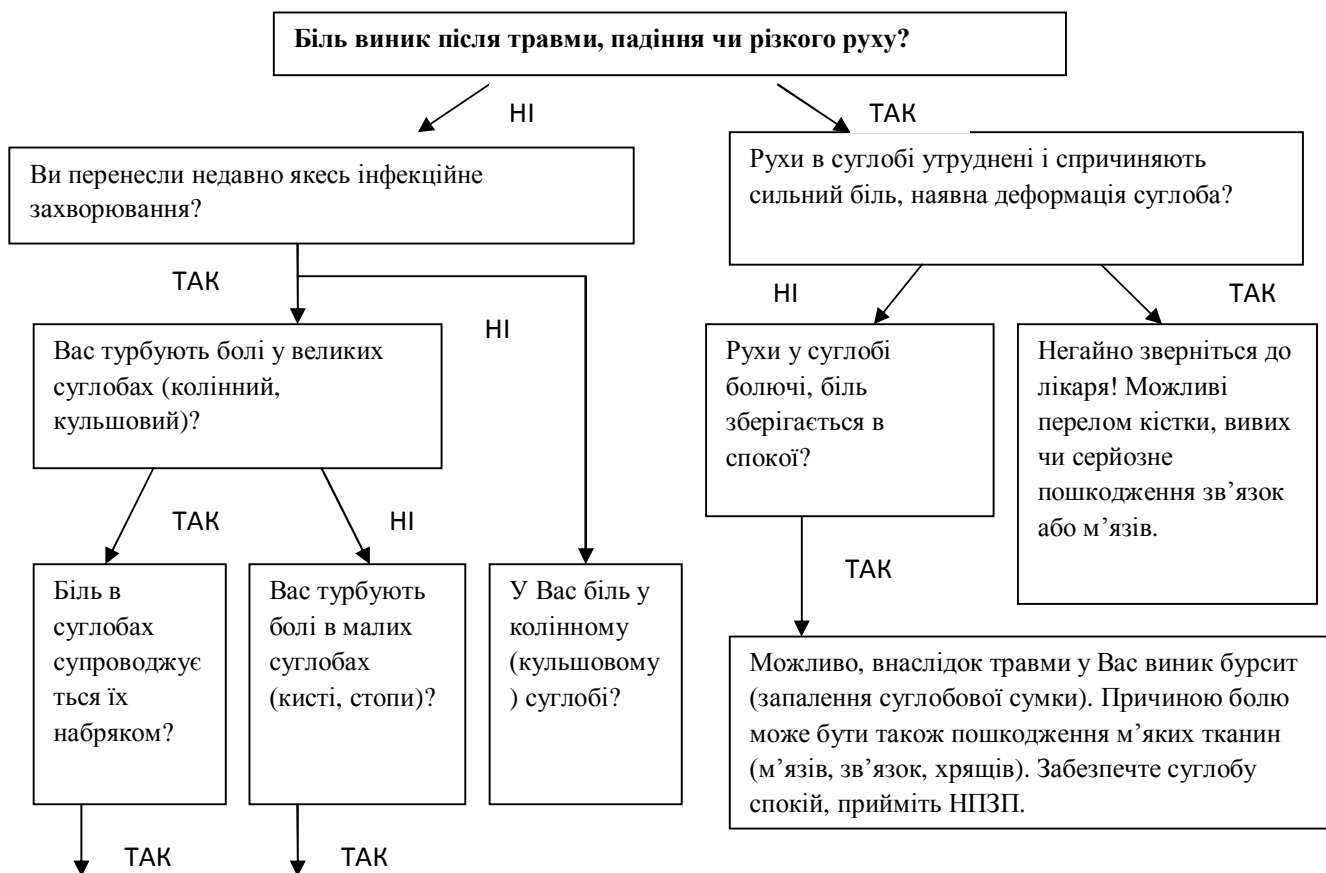 Біль виник після травми, падіння чи різкого руху?
НІ
ТАК
Ви перенесли недавно якесь інфекційне
захворювання?
Рухи в суглобі утруднені і спричиняють
сильний біль, наявна деформація суглоба?
ТАК
НІ
НІ
ТАК
Вас турбують болі у великих
суглобах (колінний,
кульшовий)?
Рухи у суглобі
болючі, біль
зберігається в
спокої?
Негайно зверніться до
лікаря! Можливі
перелом кістки, вивих
чи серйозне
пошкодження зв’язок
або м’язів.
ТАК
НІ
ТАК
Біль в
суглобах
супроводжує
ться їх
набряком?
Вас турбують
болі в малих
суглобах
(кисті, стопи)?
У Вас біль у
колінному
(кульшовому
) суглобі?
Можливо, внаслідок травми у Вас виник бурсит
(запалення суглобової сумки). Причиною болю
може бути також пошкодження м’яких тканин
(м’язів, зв’язок, хрящів). Забезпечте суглобу
спокій, прийміть НПЗП.
ТАК
ТАК